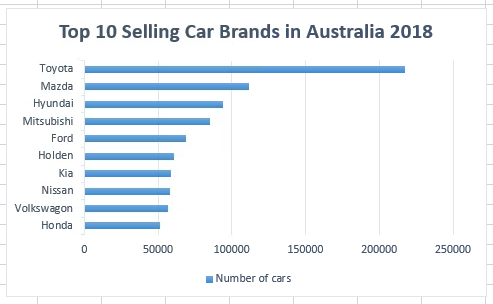 Top 10 Selling Car Brands in Australia 2018
Toyota
Mazda
Hyundai
Mitsubishi
Ford
Holden
Kia
Nissan
Volkswagon
Honda
0 50000 100000 150000 200000 250000
Number of cars